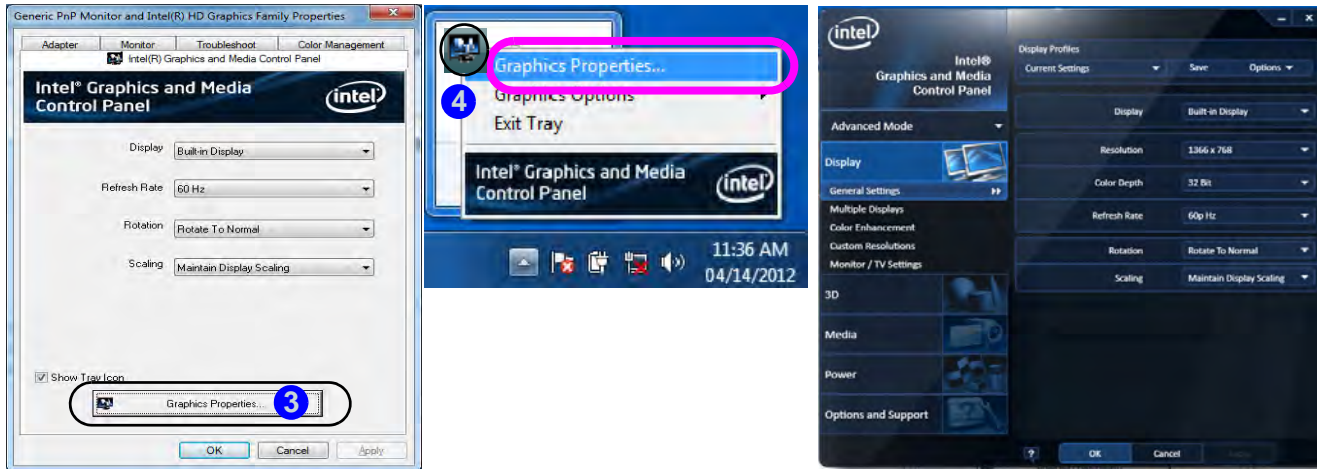 Generic PnP Monitor and Intel(R) HD Graphics Family Properties
Adapter Monitor Troubleshoot Color Management
Intel(R) Graphics and Media Control Panel
Intel® Graphics and Media
Control Panel
intel
Display Built-in Display
Refresh Rate 60 Hz
Rotation Rotate To Normal
Scaling Maintain Display Scaling
Show Tray Icon
Graphics Properties...
3
OK Cancel Apply
Graphics Properties...
4
Graphics Options
Exit Tray
Intel® Graphics and Media
Control Panel
intel
11:36 AM
04/14/2012
intel
Intel®
Graphics and Media
Control Panel
Advanced Mode
Display
General Settings
Multiple Displays
Color Enhancement
Custom Resolutions
Monitor / TV Settings
3D
Media
Power
Options and Support
Display Profiles
Current Settings Save Options
Display Built-in Display
Resolution 1366 x 768
Color Depth 32 Bit
Refresh Rate 60p Hz
Rotation Rotate To Normal
Scaling Maintain Display Scaling
? OK Cancel